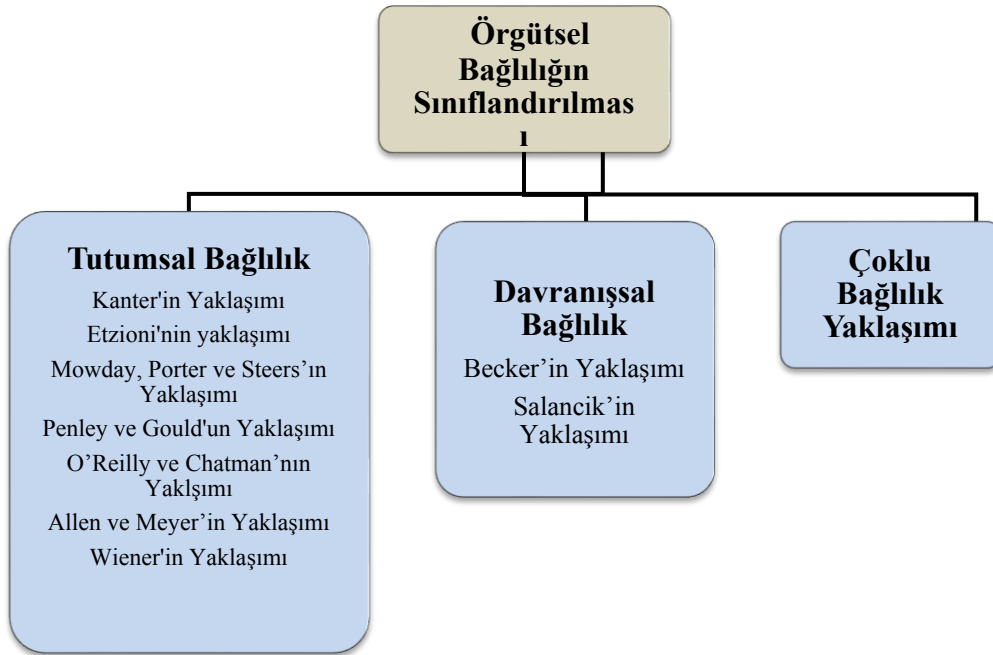 Örgütsel
Bağlılığın
Sınıflandırılmas
ı
Tutumsal Bağlılık
Kanter'in Yaklaşımı
Etzioni'nin yaklaşımı
Mowday, Porter ve Steers’ın
Yaklaşımı
Penley ve Gould'un Yaklaşımı
O’Reilly ve Chatman’nın
Yaklşımı
Allen ve Meyer’in Yaklaşımı
Wiener'in Yaklaşımı
Davranışsal
Bağlılık
Becker’in Yaklaşımı
Salancik’in
Yaklaşımı
Çoklu
Bağlılık
Yaklaşımı